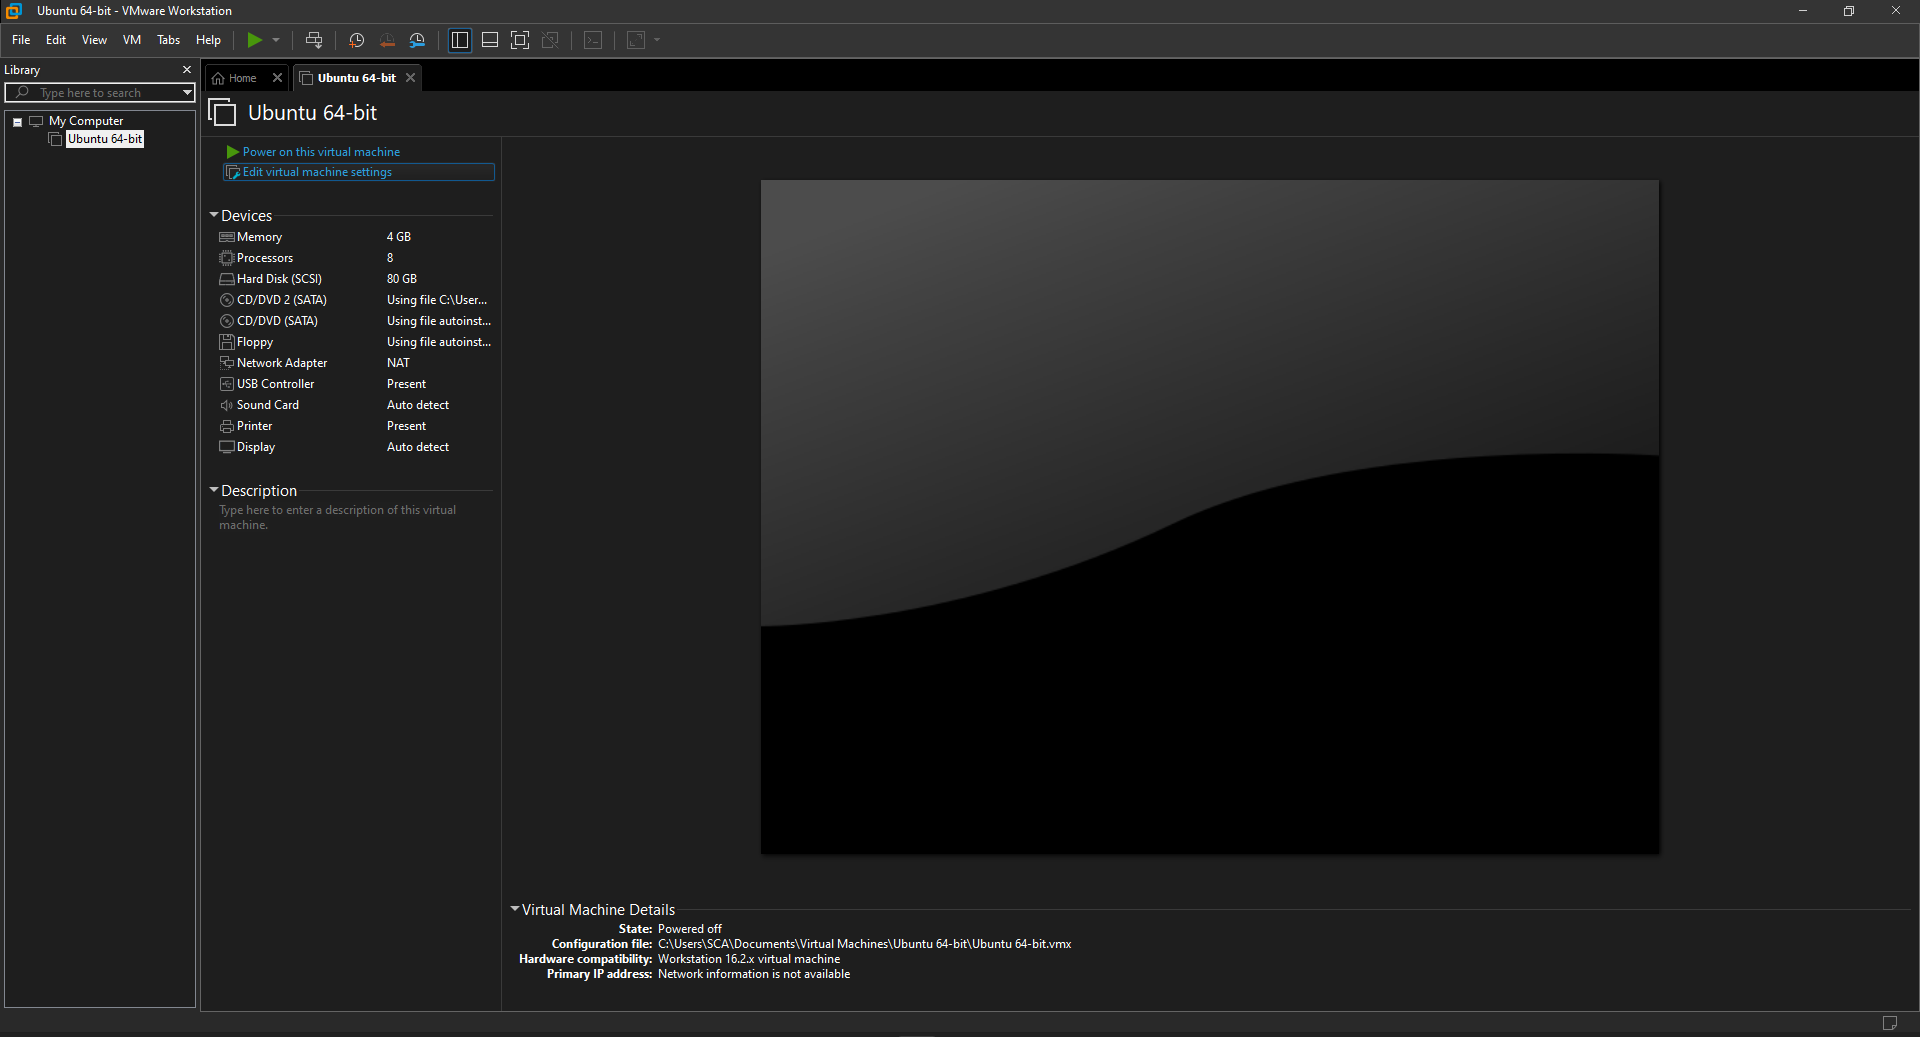 Ubuntu 64-bit - VMware Workstation
File Edit View VM Tabs Help
Library
Type here to search
My Computer
Ubuntu 64-bit
Home
Ubuntu 64-bit
Ubuntu 64-bit
Power on this virtual machine
Edit virtual machine settings
Devices
Memory 4 GB
Processors 8
Hard Disk (SCSI) 80 GB
CD/DVD 2 (SATA) Using file C:\User...
CD/DVD (SATA) Using file autoinst...
Floppy Using file autoinst...
Network Adapter NAT
USB Controller Present
Sound Card Auto detect
Printer Present
Display Auto detect
Description
Type here to enter a description of this virtual
machine.
Virtual Machine Details
State: Powered off
Configuration file: C:\Users\SCA\Documents\Virtual Machines\Ubuntu 64-bit\Ubuntu 64-bit.vmx
Hardware compatibility: Workstation 16.2.x virtual machine
Primary IP address: Network information is not available